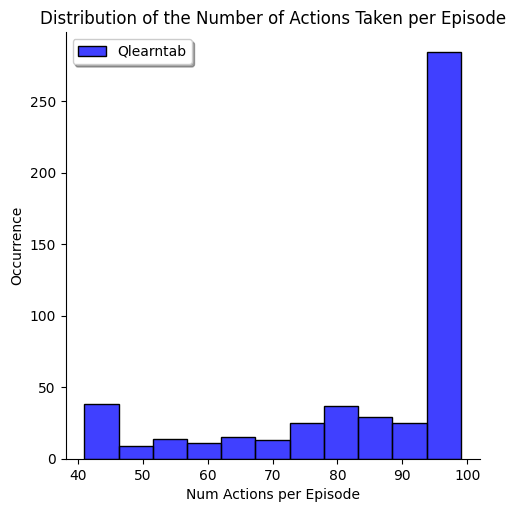 Distribution of the Number of Actions Taken per Episode
Qlearntab
Occurrence
250
200
150
100
50
0
40 50 60 70 80 90 100
Num Actions per Episode